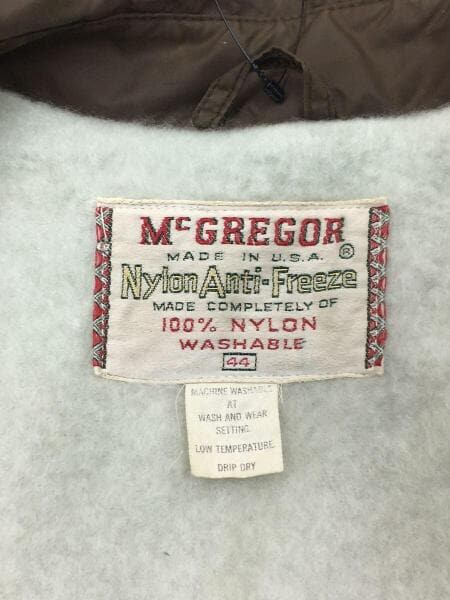 McGREGOR®
MADE IN U.S.A.
Nylon Anti-Freeze
MADE COMPLETELY OF
100% NYLON
WASHABLE
44
MACHINE WASHABLE
AT
WASH AND WEAR
SETTING.
LOW TEMPERATURE.
DRIP DRY